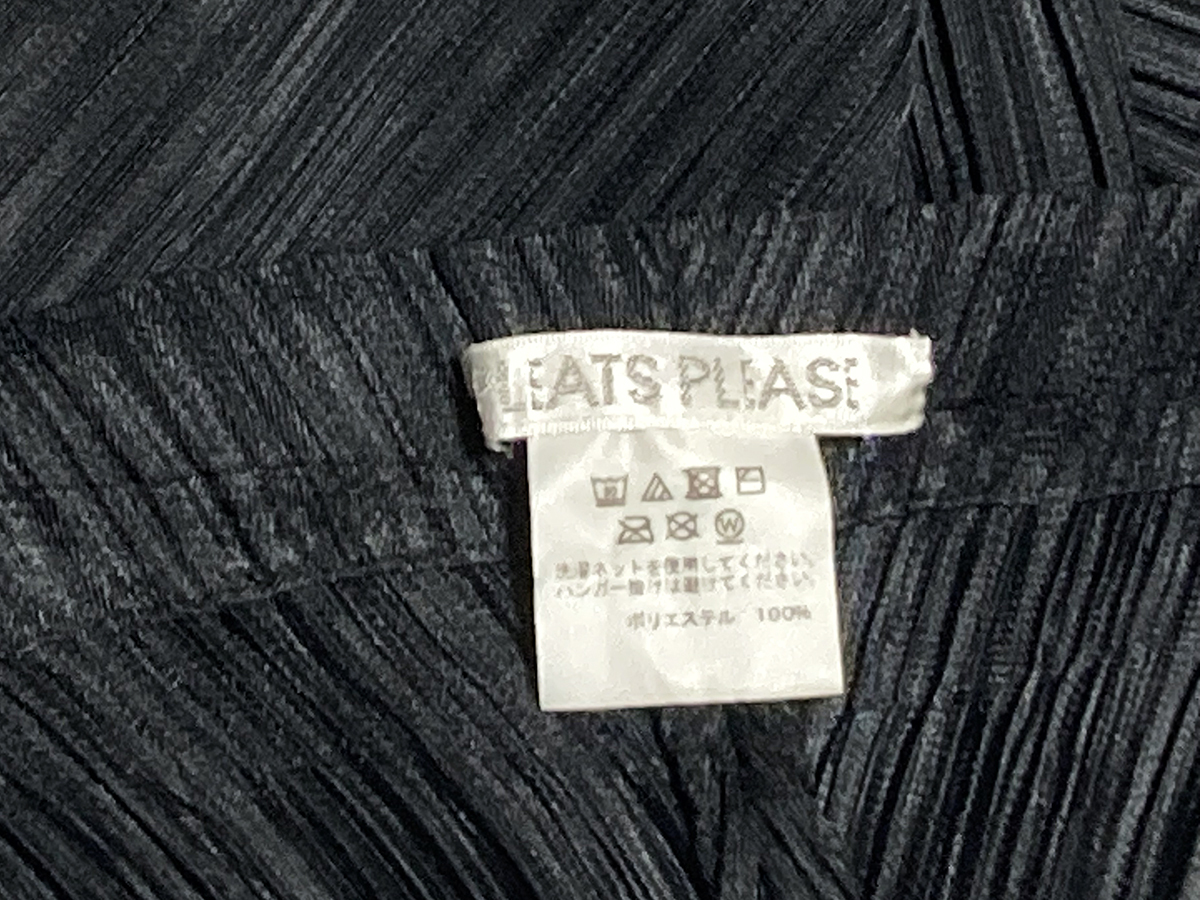 LEATS PLEASE
W
洗濯ネットを使用してください。
ハンガー掛けは避けてください。
ポリエステル 100%